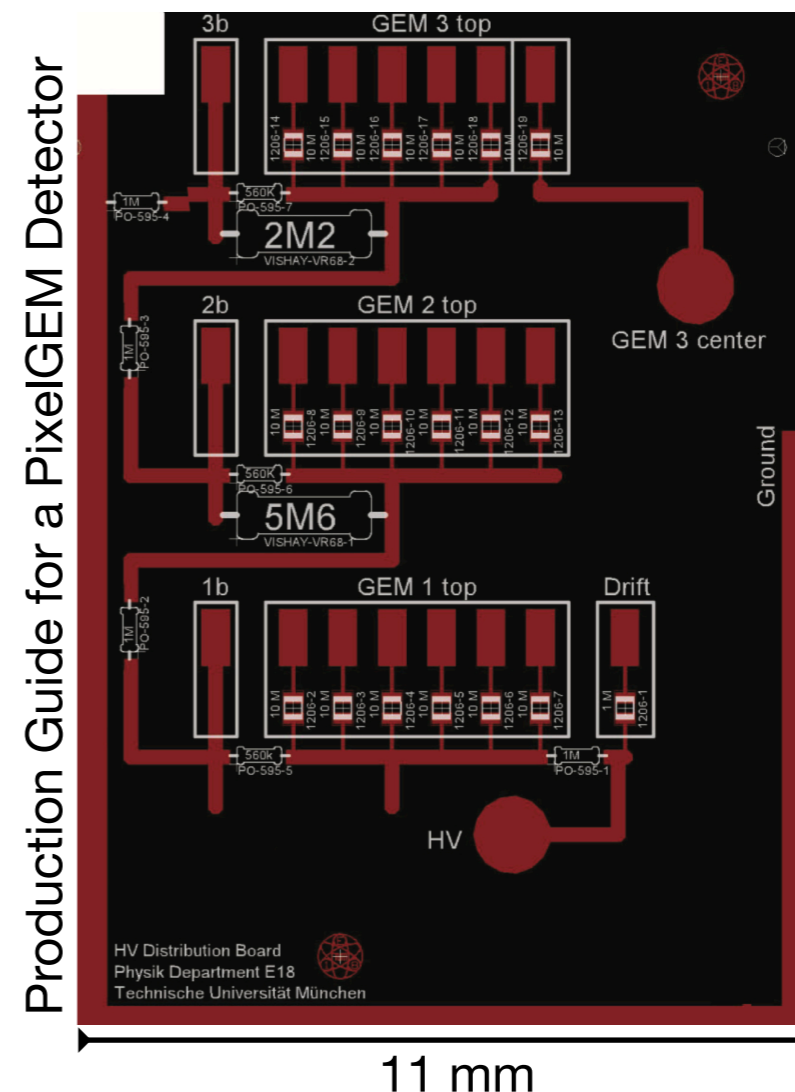 Production Guide for a PixelGEM Detector
3b
GEM 3 top
1206-14
10 M
1206-15
10 M
1206-16
10 M
1206-17
10 M
1206-18
10 M
1206-19
10 M
1M
PO-595-4
560K
PO-595-7
2M2
VISHAY-VR68-2
GEM 3 center
1M
PO-595-3
2b
GEM 2 top
10 M
1206-8
10 M
1206-9
10 M
1206-10
10 M
1206-11
10 M
1206-12
10 M
1206-13
Ground
560K
PO-595-6
5M6
VISHAY-VR68-1
1M
PO-595-2
1b
GEM 1 top
Drift
10 M
1206-2
10 M
1206-3
10 M
1206-4
10 M
1206-5
10 M
1206-6
10 M
1206-7
1 M
1206-1
560k
PO-595-5
1M
PO-595-1
HV
HV Distribution Board
Physik Department E18
Technische Universität München
11 mm